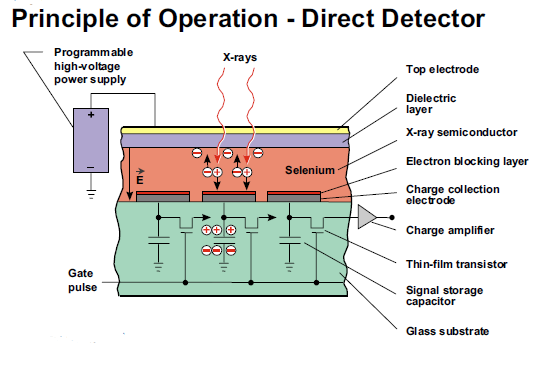 Principle of Operation - Direct Detector
Programmable
high-voltage
power supply
X-rays
Top electrode
Dielectric
layer
X-ray semiconductor
Selenium
Electron blocking layer
Charge collection
electrode
Charge amplifier
Thin-film transistor
Signal storage
capacitor
Glass substrate
Gate
pulse
E
+
–